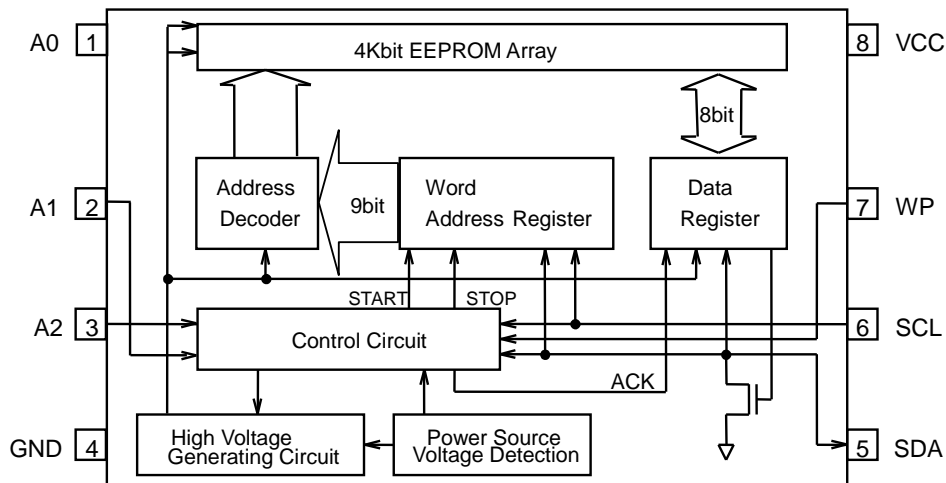 A0 1
4Kbit EEPROM Array
8 VCC
8bit
Address
Decoder
9bit
Word
Address Register
Data
Register
A1 2
7 WP
START
STOP
A2 3
Control Circuit
6 SCL
ACK
GND 4
High Voltage
Generating Circuit
Power Source
Voltage Detection
5 SDA